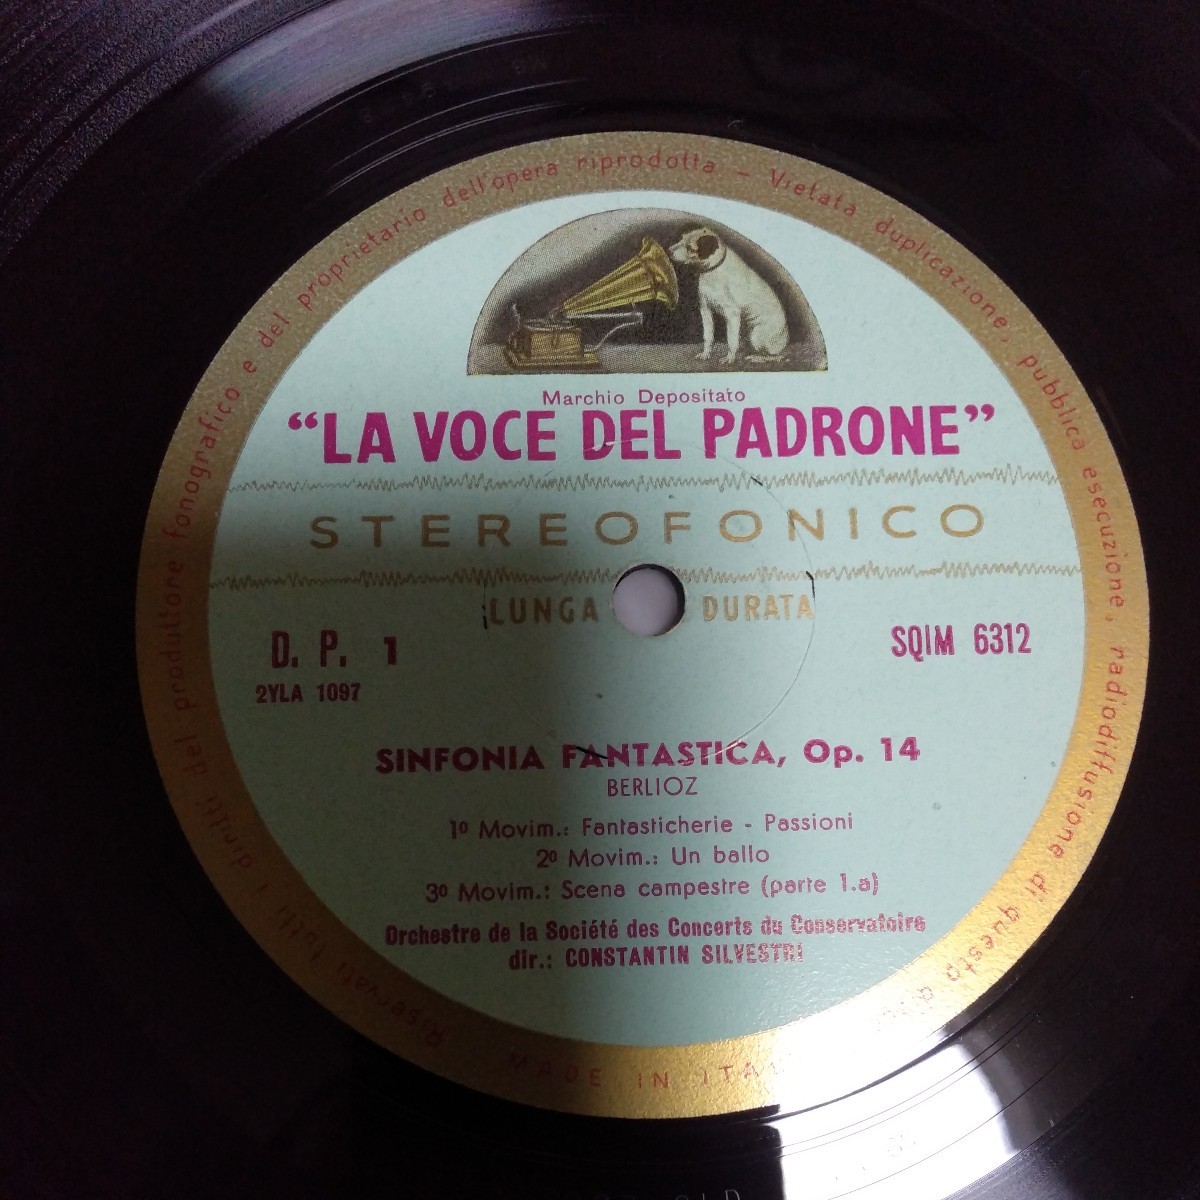 Riservati tutti i diritti del produttore fonografico e del proprietario dell'opera riprodotta - Vietata duplicazione, pubblica esecuzione, radiodiffusione di questo
Marchio Depositato
"LA VOCE DEL PADRONE"
STEREOFONICO
LUNGA DURATA
D. P. 1
SQIM 6312
2YLA 1097
SINFONIA FANTASTICA, Op. 14
BERLIOZ
1º Movim.: Fantasticherie - Passioni
2º Movim.: Un ballo
3º Movim.: Scena campestre (parte 1.a)
Orchestre de la Société des Concerts du Conservatoire
dir.: CONSTANTIN SILVESTRI
MADE IN ITALY